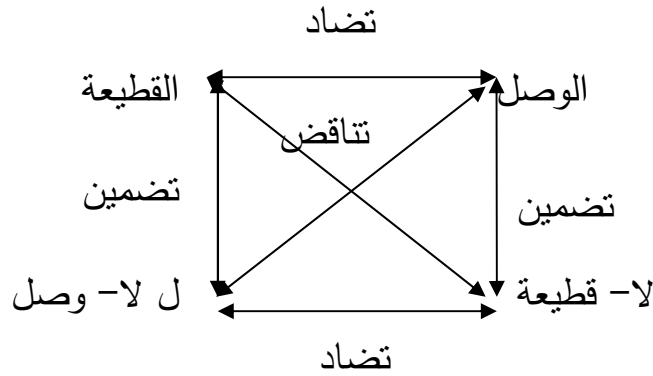 تضاد
الوصل
القطيعة
تناقض
تضمين
تضمين
لا- قطيعة
ل لا- وصل
تضاد